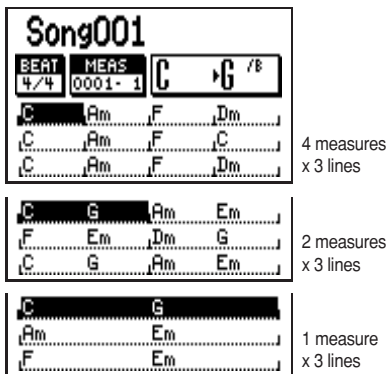 Song001
BEAT MEAS
4/4 0001- 1 C ▸G /B
C Am F Dm
C Am F C
C Am F Dm
4 measures
x 3 lines
C G Am Em
F Em Dm G
C G Am Em
2 measures
x 3 lines
C G
Am Em
F Em
1 measure
x 3 lines